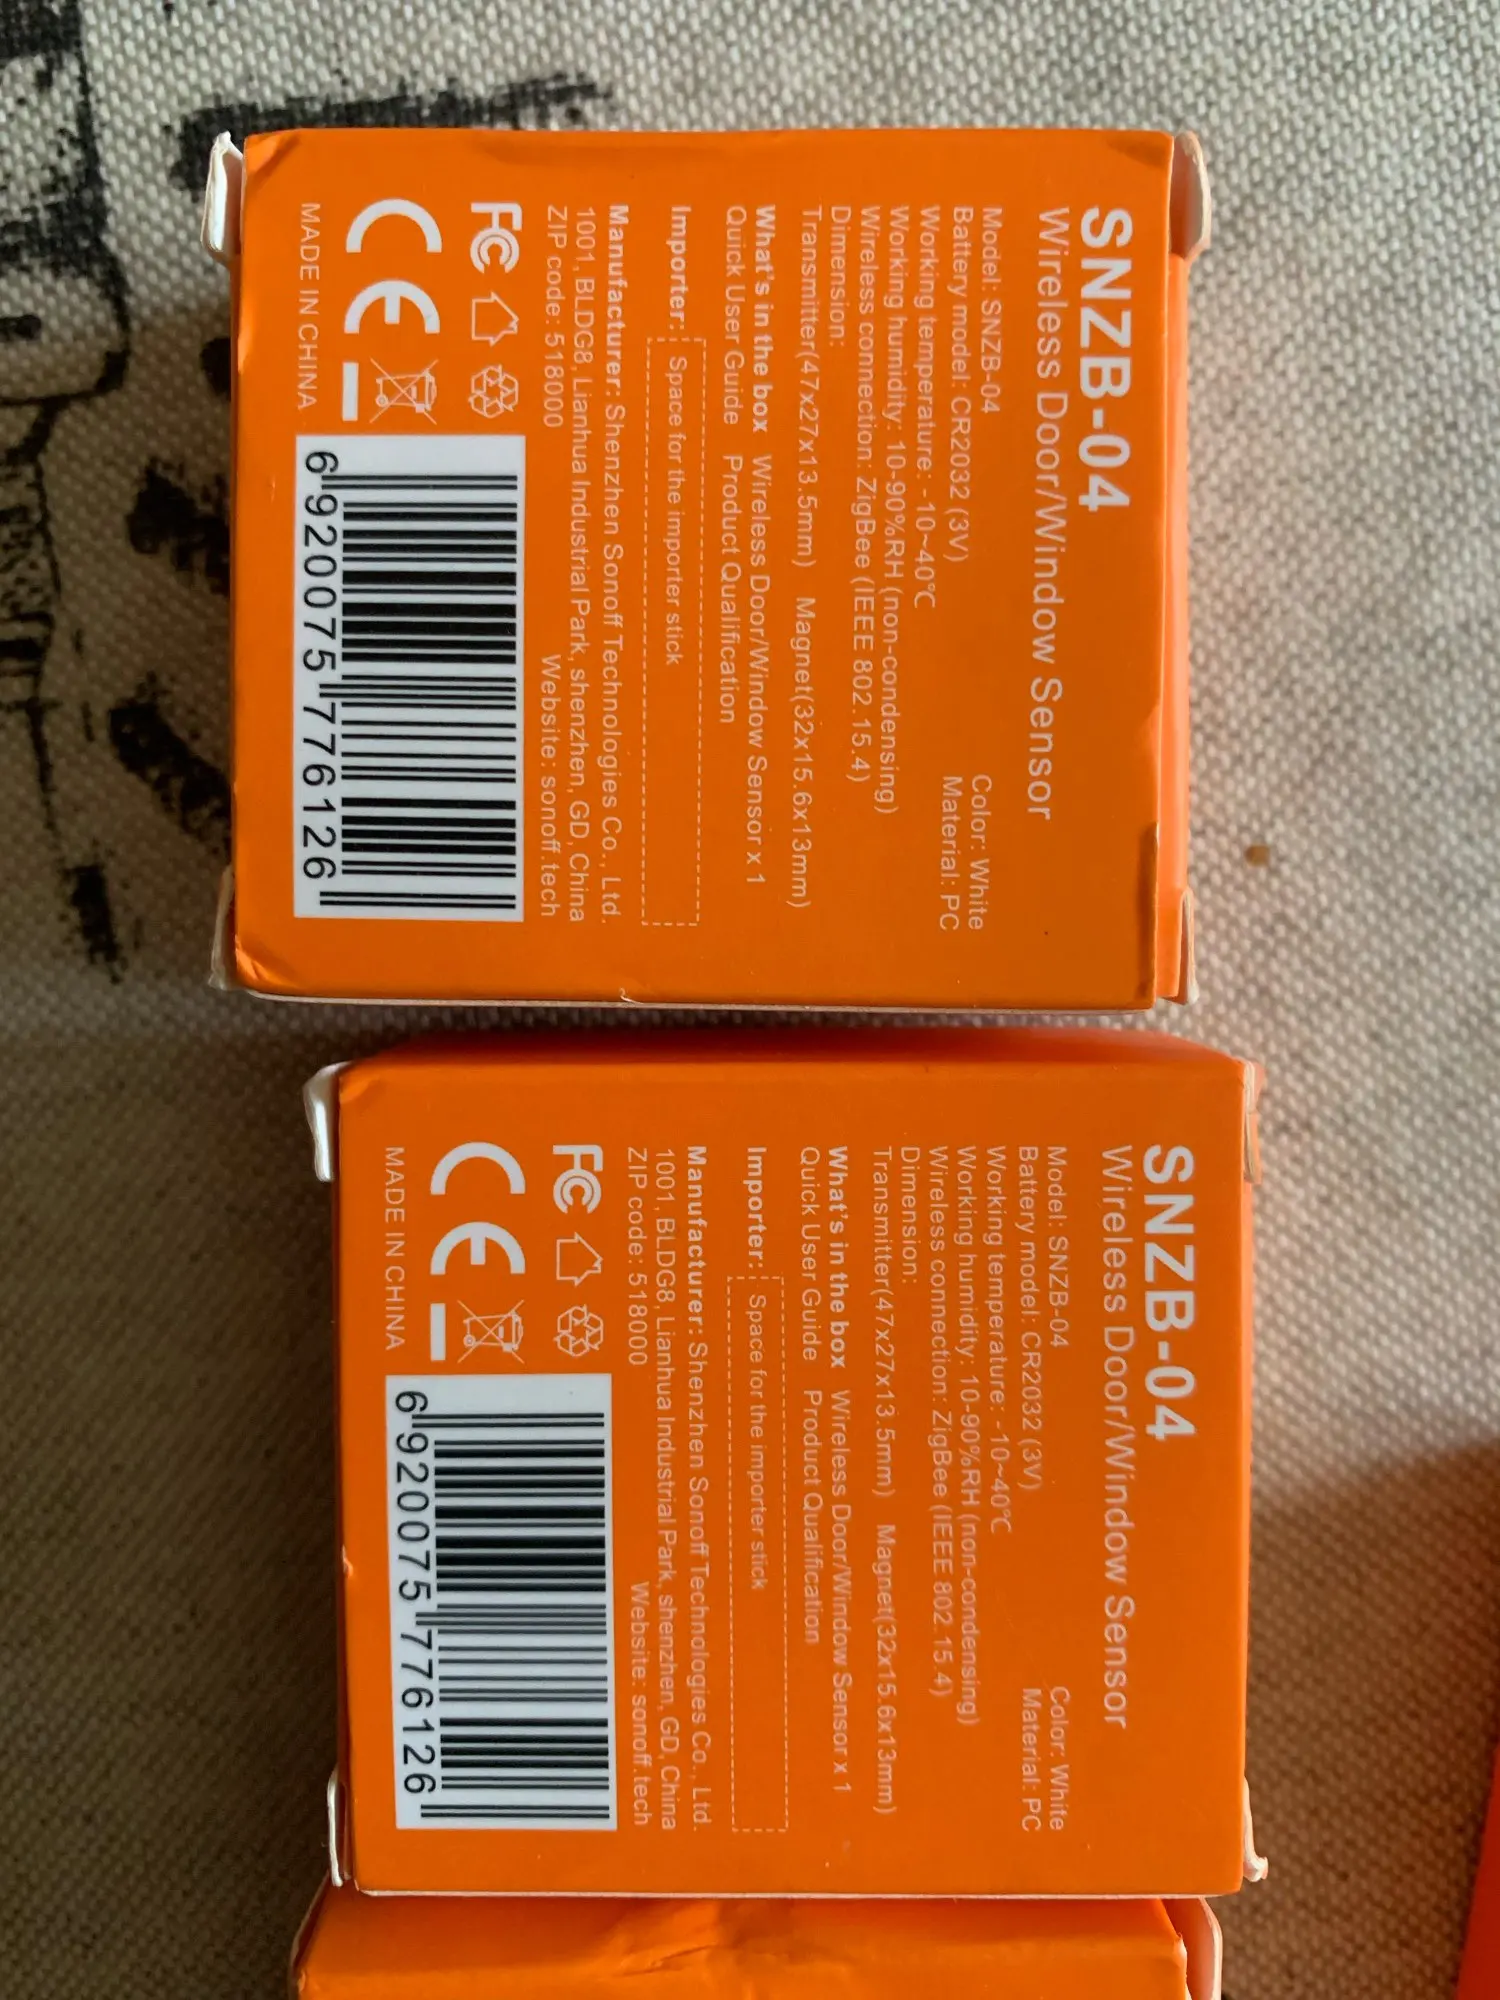 SNZB-04
Wireless Door/Window Sensor
Model: SNZB-04 Color: White
Battery model: CR2032 (3V) Material: PC
Working temperature: -10~40℃
Working humidity: 10-90%RH (non-condensing)
Wireless connection: ZigBee (IEEE 802.15.4)
Dimension:
Transmitter(47x27x13.5mm) Magnet(32x15.6x13mm)
What's in the box Wireless Door/Window Sensor x 1
Quick User Guide Product Qualification
Importer: Space for the importer stick
Manufacturer: Shenzhen Sonoff Technologies Co., Ltd.
1001, BLDG8, Lianhua Industrial Park, shenzhen, GD, China
ZIP code: 518000 Website: sonoff.tech
FC
CE
MADE IN CHINA
6 920075 776126
SNZB-04
Wireless Door/Window Sensor
Model: SNZB-04 Color: White
Battery model: CR2032 (3V) Material: PC
Working temperature: -10~40℃
Working humidity: 10-90%RH (non-condensing)
Wireless connection: ZigBee (IEEE 802.15.4)
Dimension:
Transmitter(47x27x13.5mm) Magnet(32x15.6x13mm)
What's in the box Wireless Door/Window Sensor x 1
Quick User Guide Product Qualification
Importer: Space for the importer stick
Manufacturer: Shenzhen Sonoff Technologies Co., Ltd.
1001, BLDG8, Lianhua Industrial Park, shenzhen, GD, China
ZIP code: 518000 Website: sonoff.tech
FC
CE
MADE IN CHINA
6 920075 776126